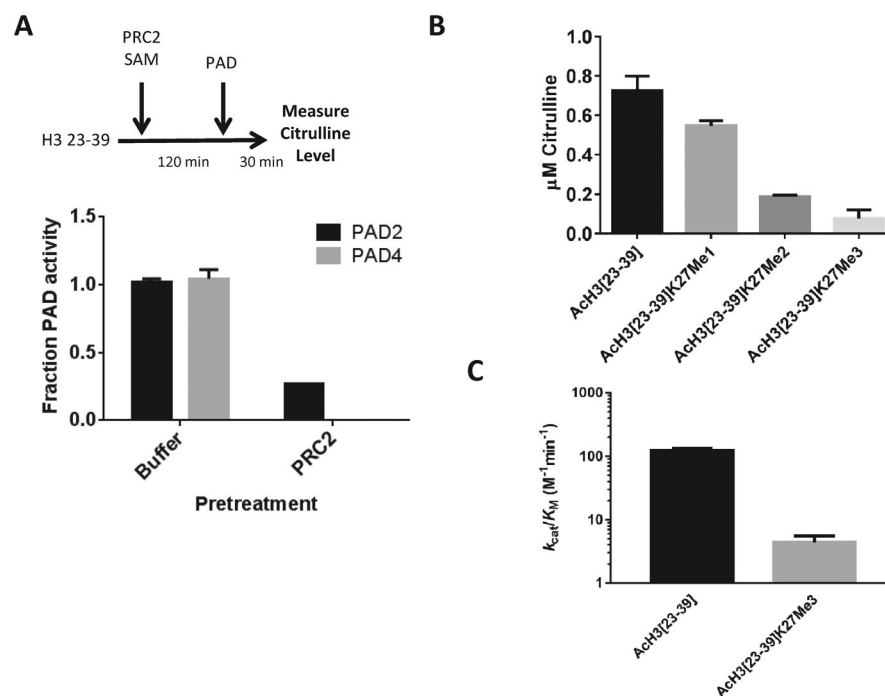 A
PRC2
SAM
PAD
H3 23-39
120 min
30 min
Measure
Citrulline
Level
Fraction PAD activity
1.5
1.0
0.5
0.0
PAD2
PAD4
Buffer
PRC2
Pretreatment
B
μM Citrulline
1.0
0.8
0.6
0.4
0.2
0.0
AcH3[23-39]
AcH3[23-39]K27Me1
AcH3[23-39]K27Me2
AcH3[23-39]K27Me3
C
kcat/KM (M⁻¹min⁻¹)
1000
100
10
1
AcH3[23-39]
AcH3[23-39]K27Me3